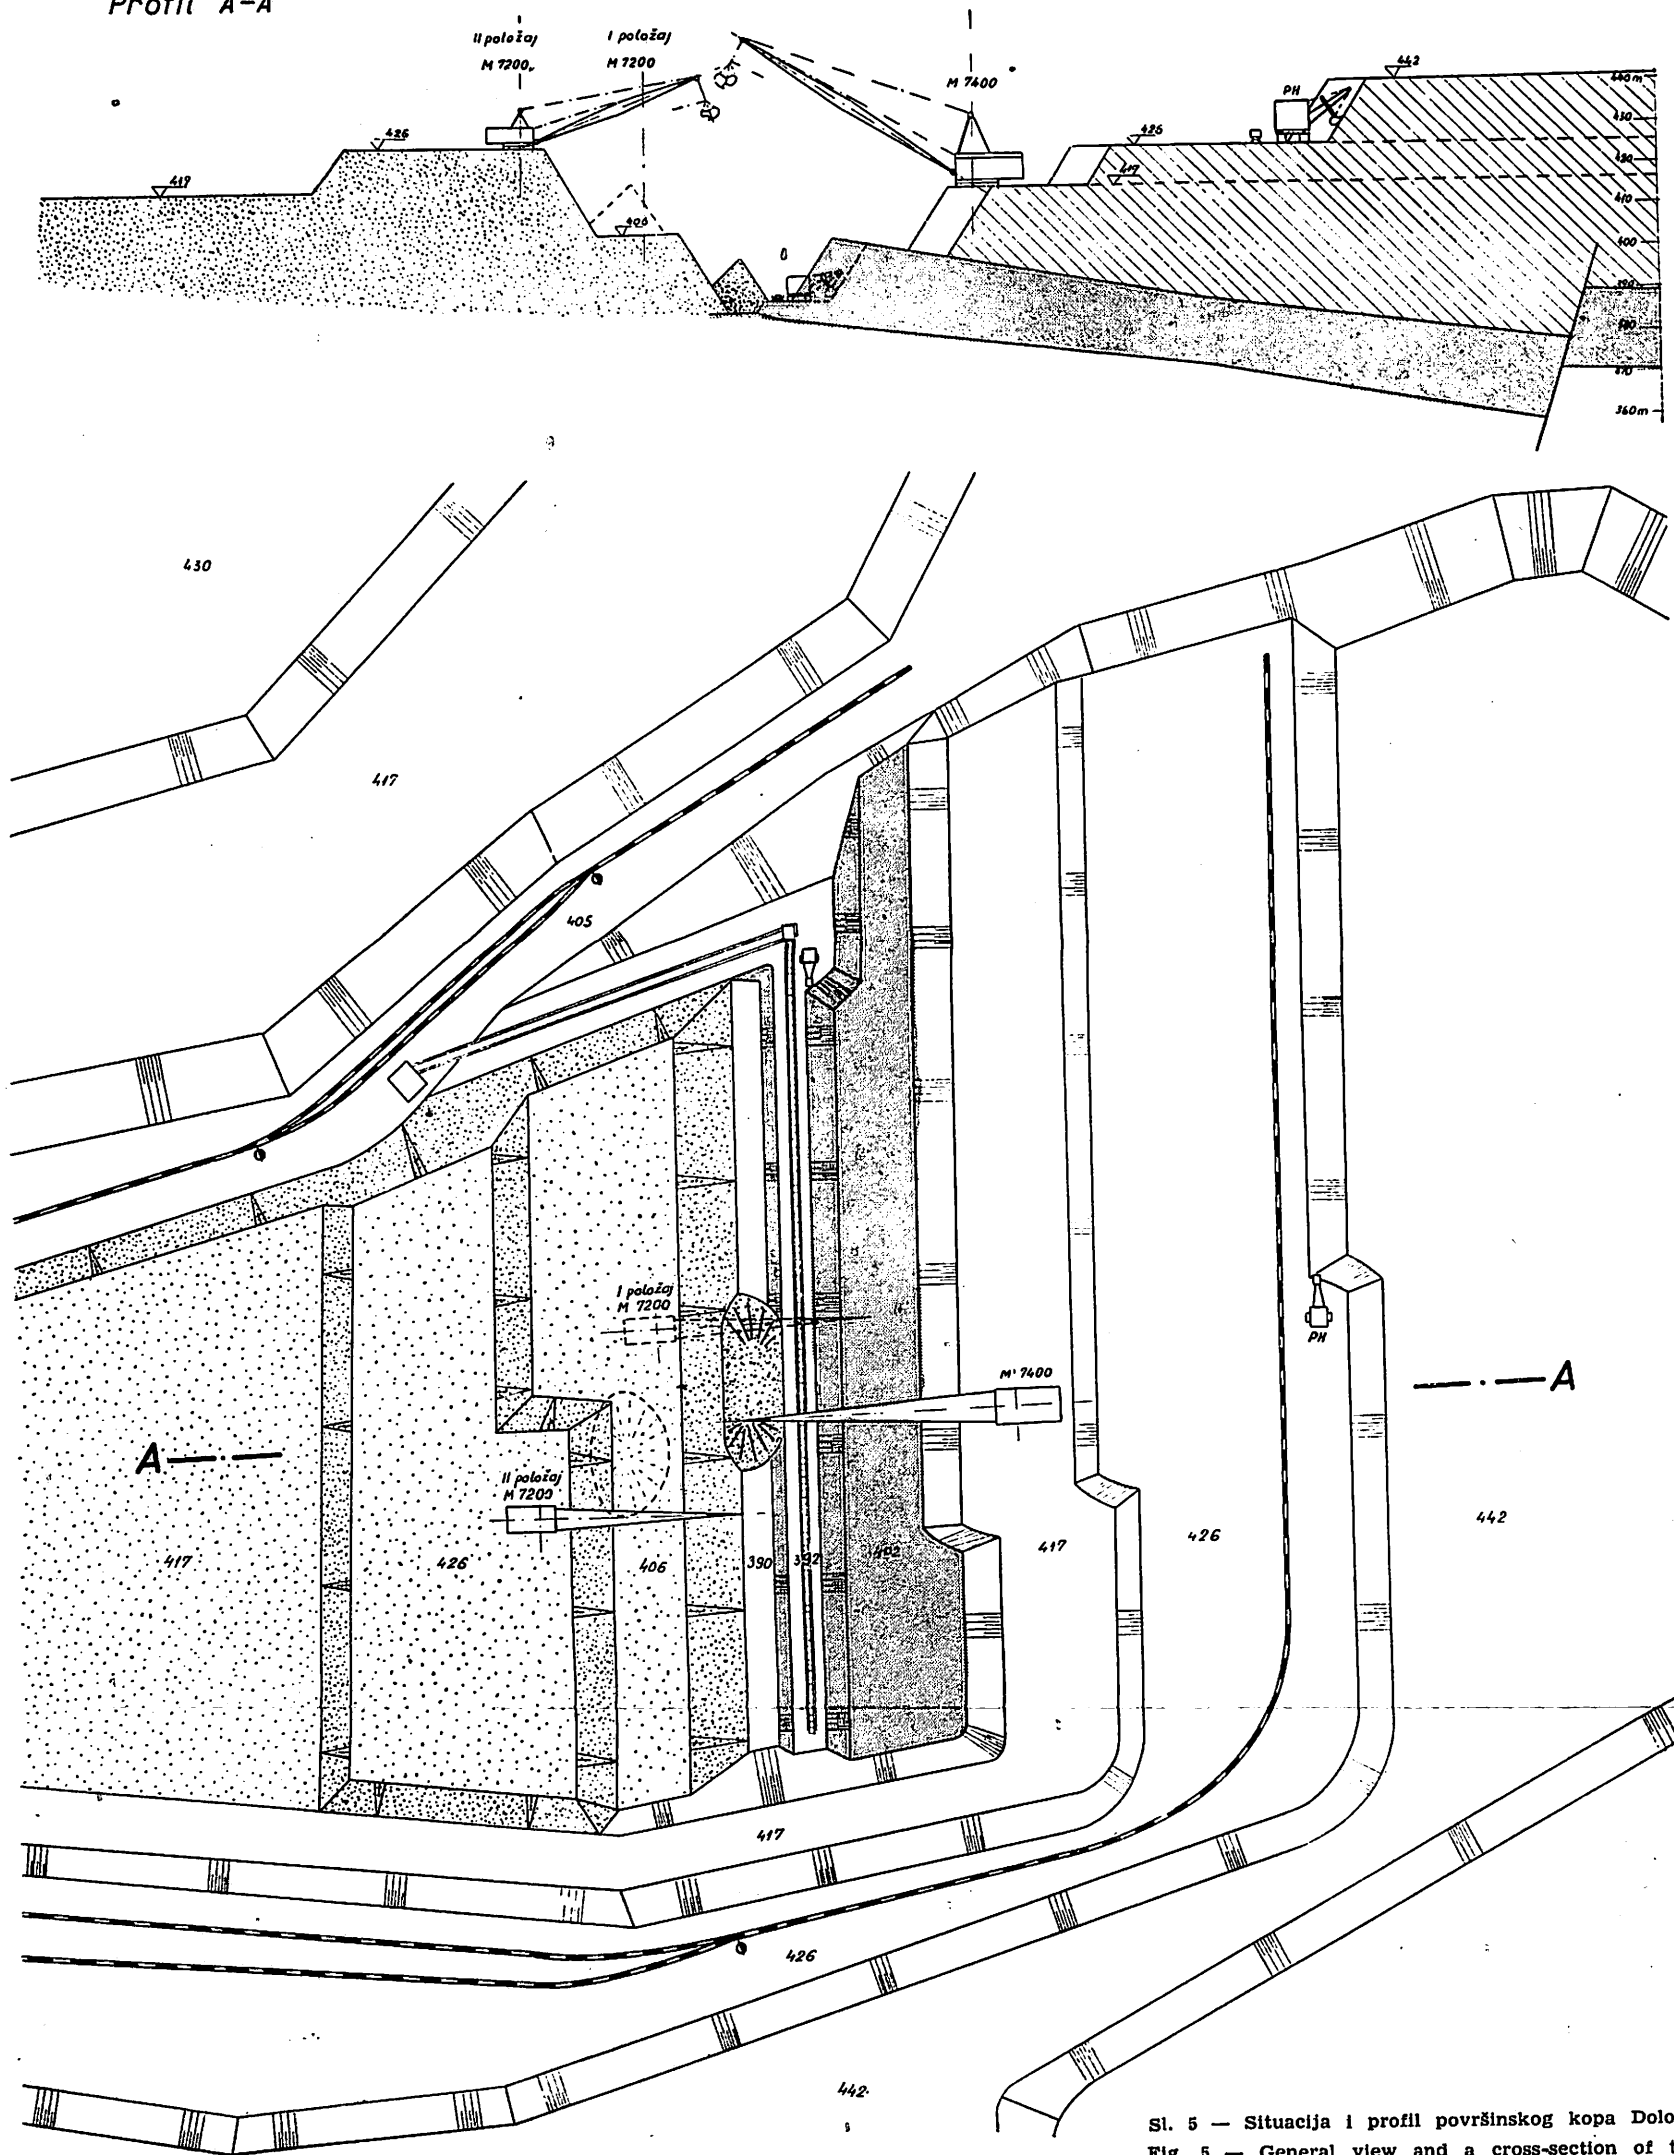 Profil A-A
II položaj
M 7200
I položaj
M 7200
M 7400
442
PH
440m
430
426
426
420
419
417
410
406
400
390
380
370
360m
430
417
405
I položaj
M 7200
M 7400
PH
A
A
II položaj
M 7200
417
426
406
390
392
402
417
426
442
417
426
442
Sl. 5 — Situacija i profil površinskog kopa Dolo
Fig. 5 — General view and a cross-section of